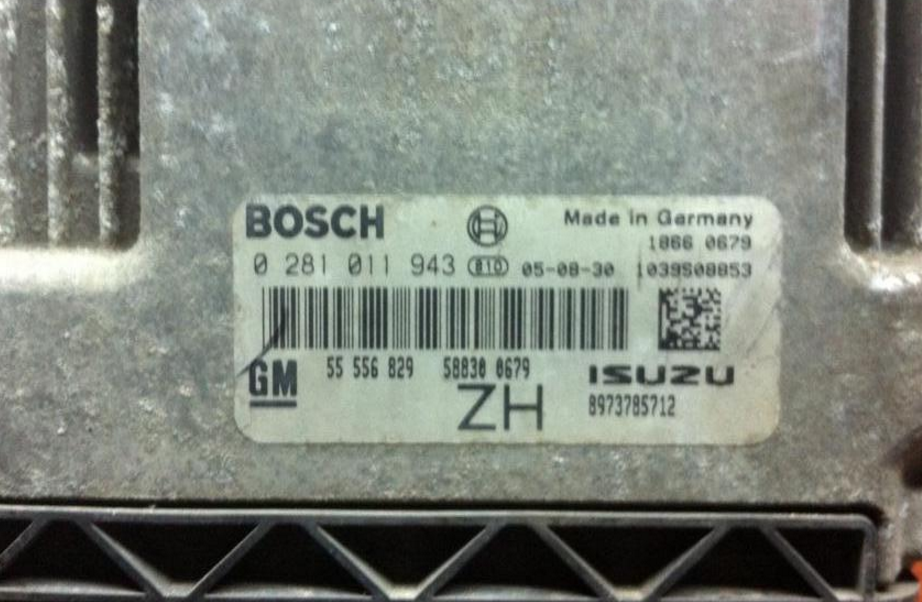 BOSCH Made in Germany
1866 0679
0 281 011 943 B10 05-08-30 1039S08853
GM 55 556 829 58830 0679 ISUZU
ZH 8973785712